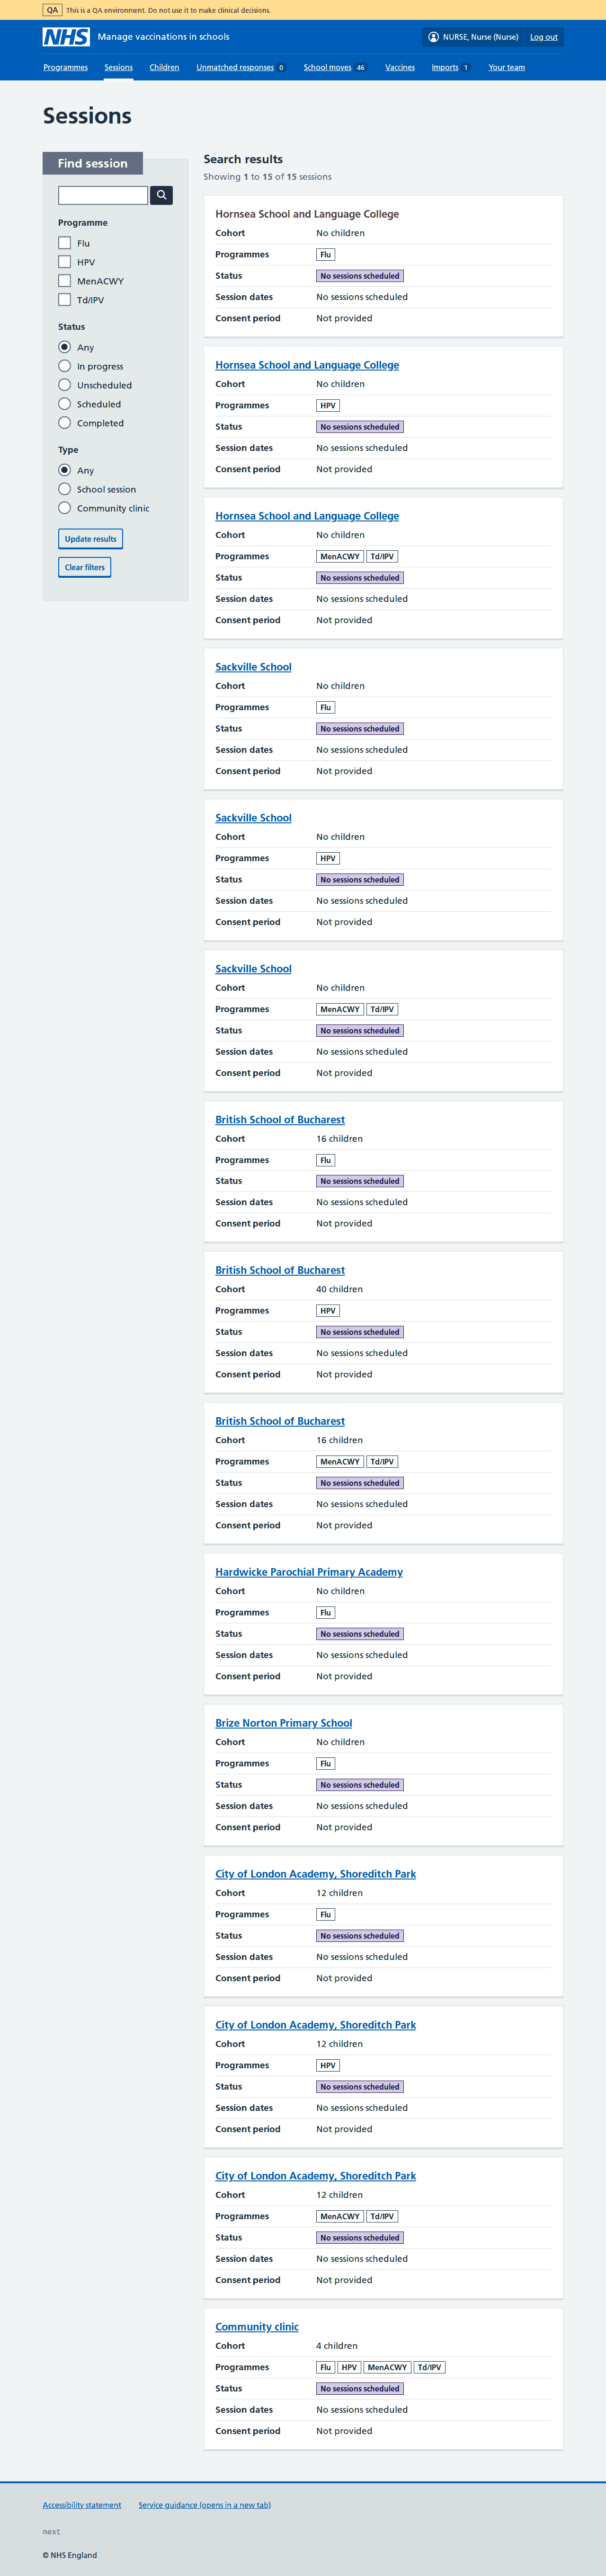 QA This is a QA environment. Do not use it to make clinical decisions.
NHS Manage vaccinations in schools NURSE, Nurse (Nurse) Log out
Programmes Sessions Children Unmatched responses 0 School moves 46 Vaccines Imports 1 Your team
Sessions
Find session
Programme
Flu
HPV
MenACWY
Td/IPV
Status
Any
In progress
Unscheduled
Scheduled
Completed
Type
Any
School session
Community clinic
Update results
Clear filters
Search results
Showing 1 to 15 of 15 sessions
Hornsea School and Language College
Cohort No children
Programmes Flu
Status No sessions scheduled
Session dates No sessions scheduled
Consent period Not provided
Hornsea School and Language College
Cohort No children
Programmes HPV
Status No sessions scheduled
Session dates No sessions scheduled
Consent period Not provided
Hornsea School and Language College
Cohort No children
Programmes MenACWY Td/IPV
Status No sessions scheduled
Session dates No sessions scheduled
Consent period Not provided
Sackville School
Cohort No children
Programmes Flu
Status No sessions scheduled
Session dates No sessions scheduled
Consent period Not provided
Sackville School
Cohort No children
Programmes HPV
Status No sessions scheduled
Session dates No sessions scheduled
Consent period Not provided
Sackville School
Cohort No children
Programmes MenACWY Td/IPV
Status No sessions scheduled
Session dates No sessions scheduled
Consent period Not provided
British School of Bucharest
Cohort 16 children
Programmes Flu
Status No sessions scheduled
Session dates No sessions scheduled
Consent period Not provided
British School of Bucharest
Cohort 40 children
Programmes HPV
Status No sessions scheduled
Session dates No sessions scheduled
Consent period Not provided
British School of Bucharest
Cohort 16 children
Programmes MenACWY Td/IPV
Status No sessions scheduled
Session dates No sessions scheduled
Consent period Not provided
Hardwicke Parochial Primary Academy
Cohort No children
Programmes Flu
Status No sessions scheduled
Session dates No sessions scheduled
Consent period Not provided
Brize Norton Primary School
Cohort No children
Programmes Flu
Status No sessions scheduled
Session dates No sessions scheduled
Consent period Not provided
City of London Academy, Shoreditch Park
Cohort 12 children
Programmes Flu
Status No sessions scheduled
Session dates No sessions scheduled
Consent period Not provided
City of London Academy, Shoreditch Park
Cohort 12 children
Programmes HPV
Status No sessions scheduled
Session dates No sessions scheduled
Consent period Not provided
City of London Academy, Shoreditch Park
Cohort 12 children
Programmes MenACWY Td/IPV
Status No sessions scheduled
Session dates No sessions scheduled
Consent period Not provided
Community clinic
Cohort 4 children
Programmes Flu HPV MenACWY Td/IPV
Status No sessions scheduled
Session dates No sessions scheduled
Consent period Not provided
Accessibility statement Service guidance (opens in a new tab)
next
© NHS England